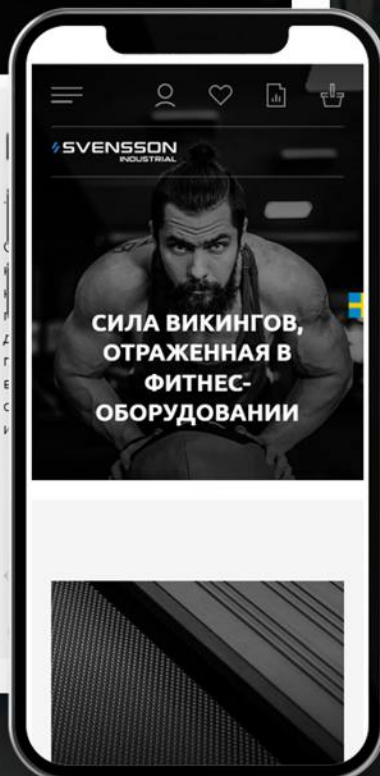 SVENSSON
INDUSTRIAL
СИЛА ВИКИНГОВ,
ОТРАЖЕННАЯ В
ФИТНЕС-
ОБОРУДОВАНИИ